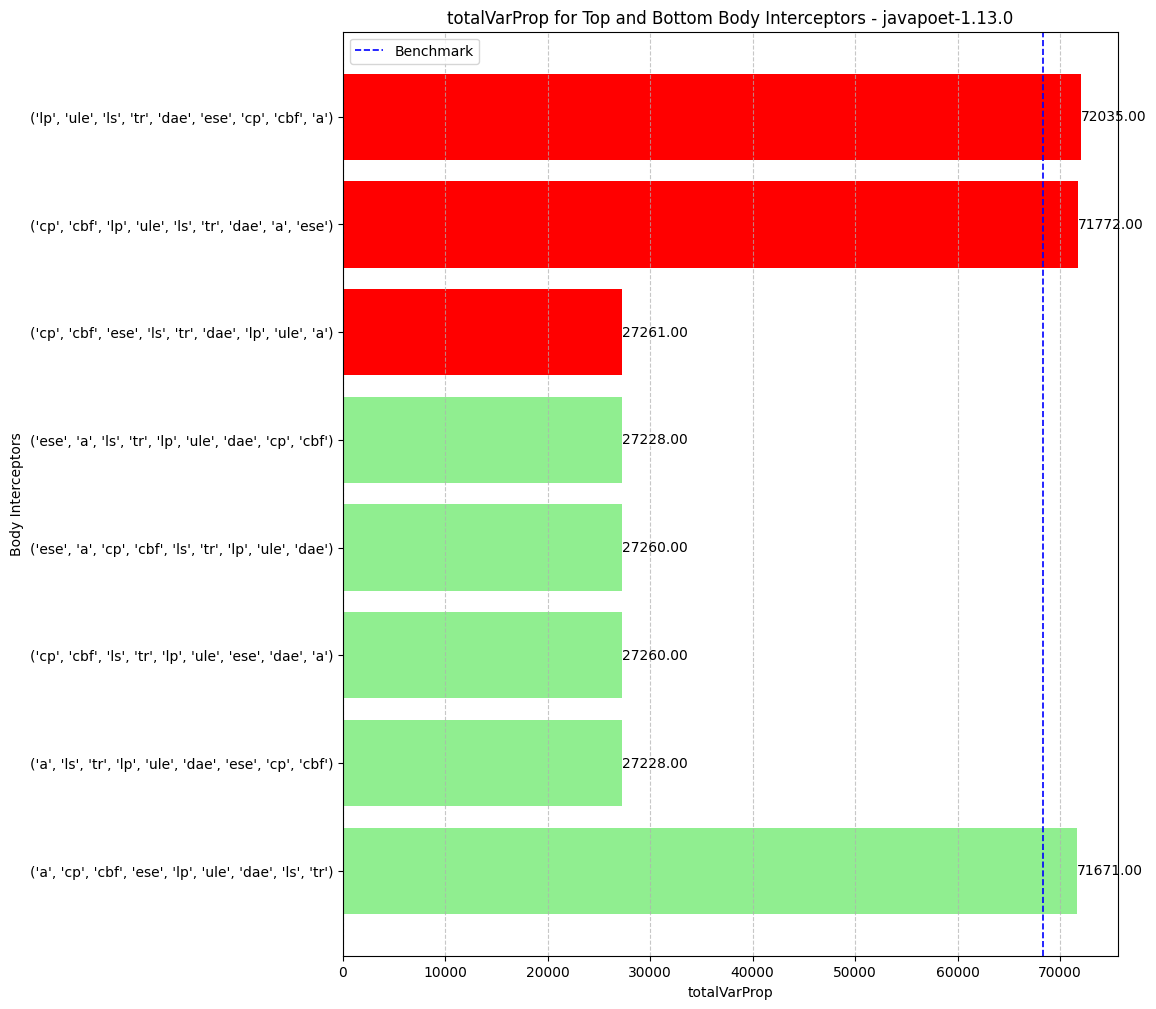 totalVarProp for Top and Bottom Body Interceptors - javapoet-1.13.0
Benchmark
('lp', 'ule', 'ls', 'tr', 'dae', 'ese', 'cp', 'cbf', 'a')
72035.00
('cp', 'cbf', 'lp', 'ule', 'ls', 'tr', 'dae', 'a', 'ese')
71772.00
('cp', 'cbf', 'ese', 'ls', 'tr', 'dae', 'lp', 'ule', 'a')
27261.00
('ese', 'a', 'ls', 'tr', 'lp', 'ule', 'dae', 'cp', 'cbf')
27228.00
('ese', 'a', 'cp', 'cbf', 'ls', 'tr', 'lp', 'ule', 'dae')
27260.00
('cp', 'cbf', 'ls', 'tr', 'lp', 'ule', 'ese', 'dae', 'a')
27260.00
('a', 'ls', 'tr', 'lp', 'ule', 'dae', 'ese', 'cp', 'cbf')
27228.00
('a', 'cp', 'cbf', 'ese', 'lp', 'ule', 'dae', 'ls', 'tr')
71671.00
Body Interceptors
0 10000 20000 30000 40000 50000 60000 70000
totalVarProp